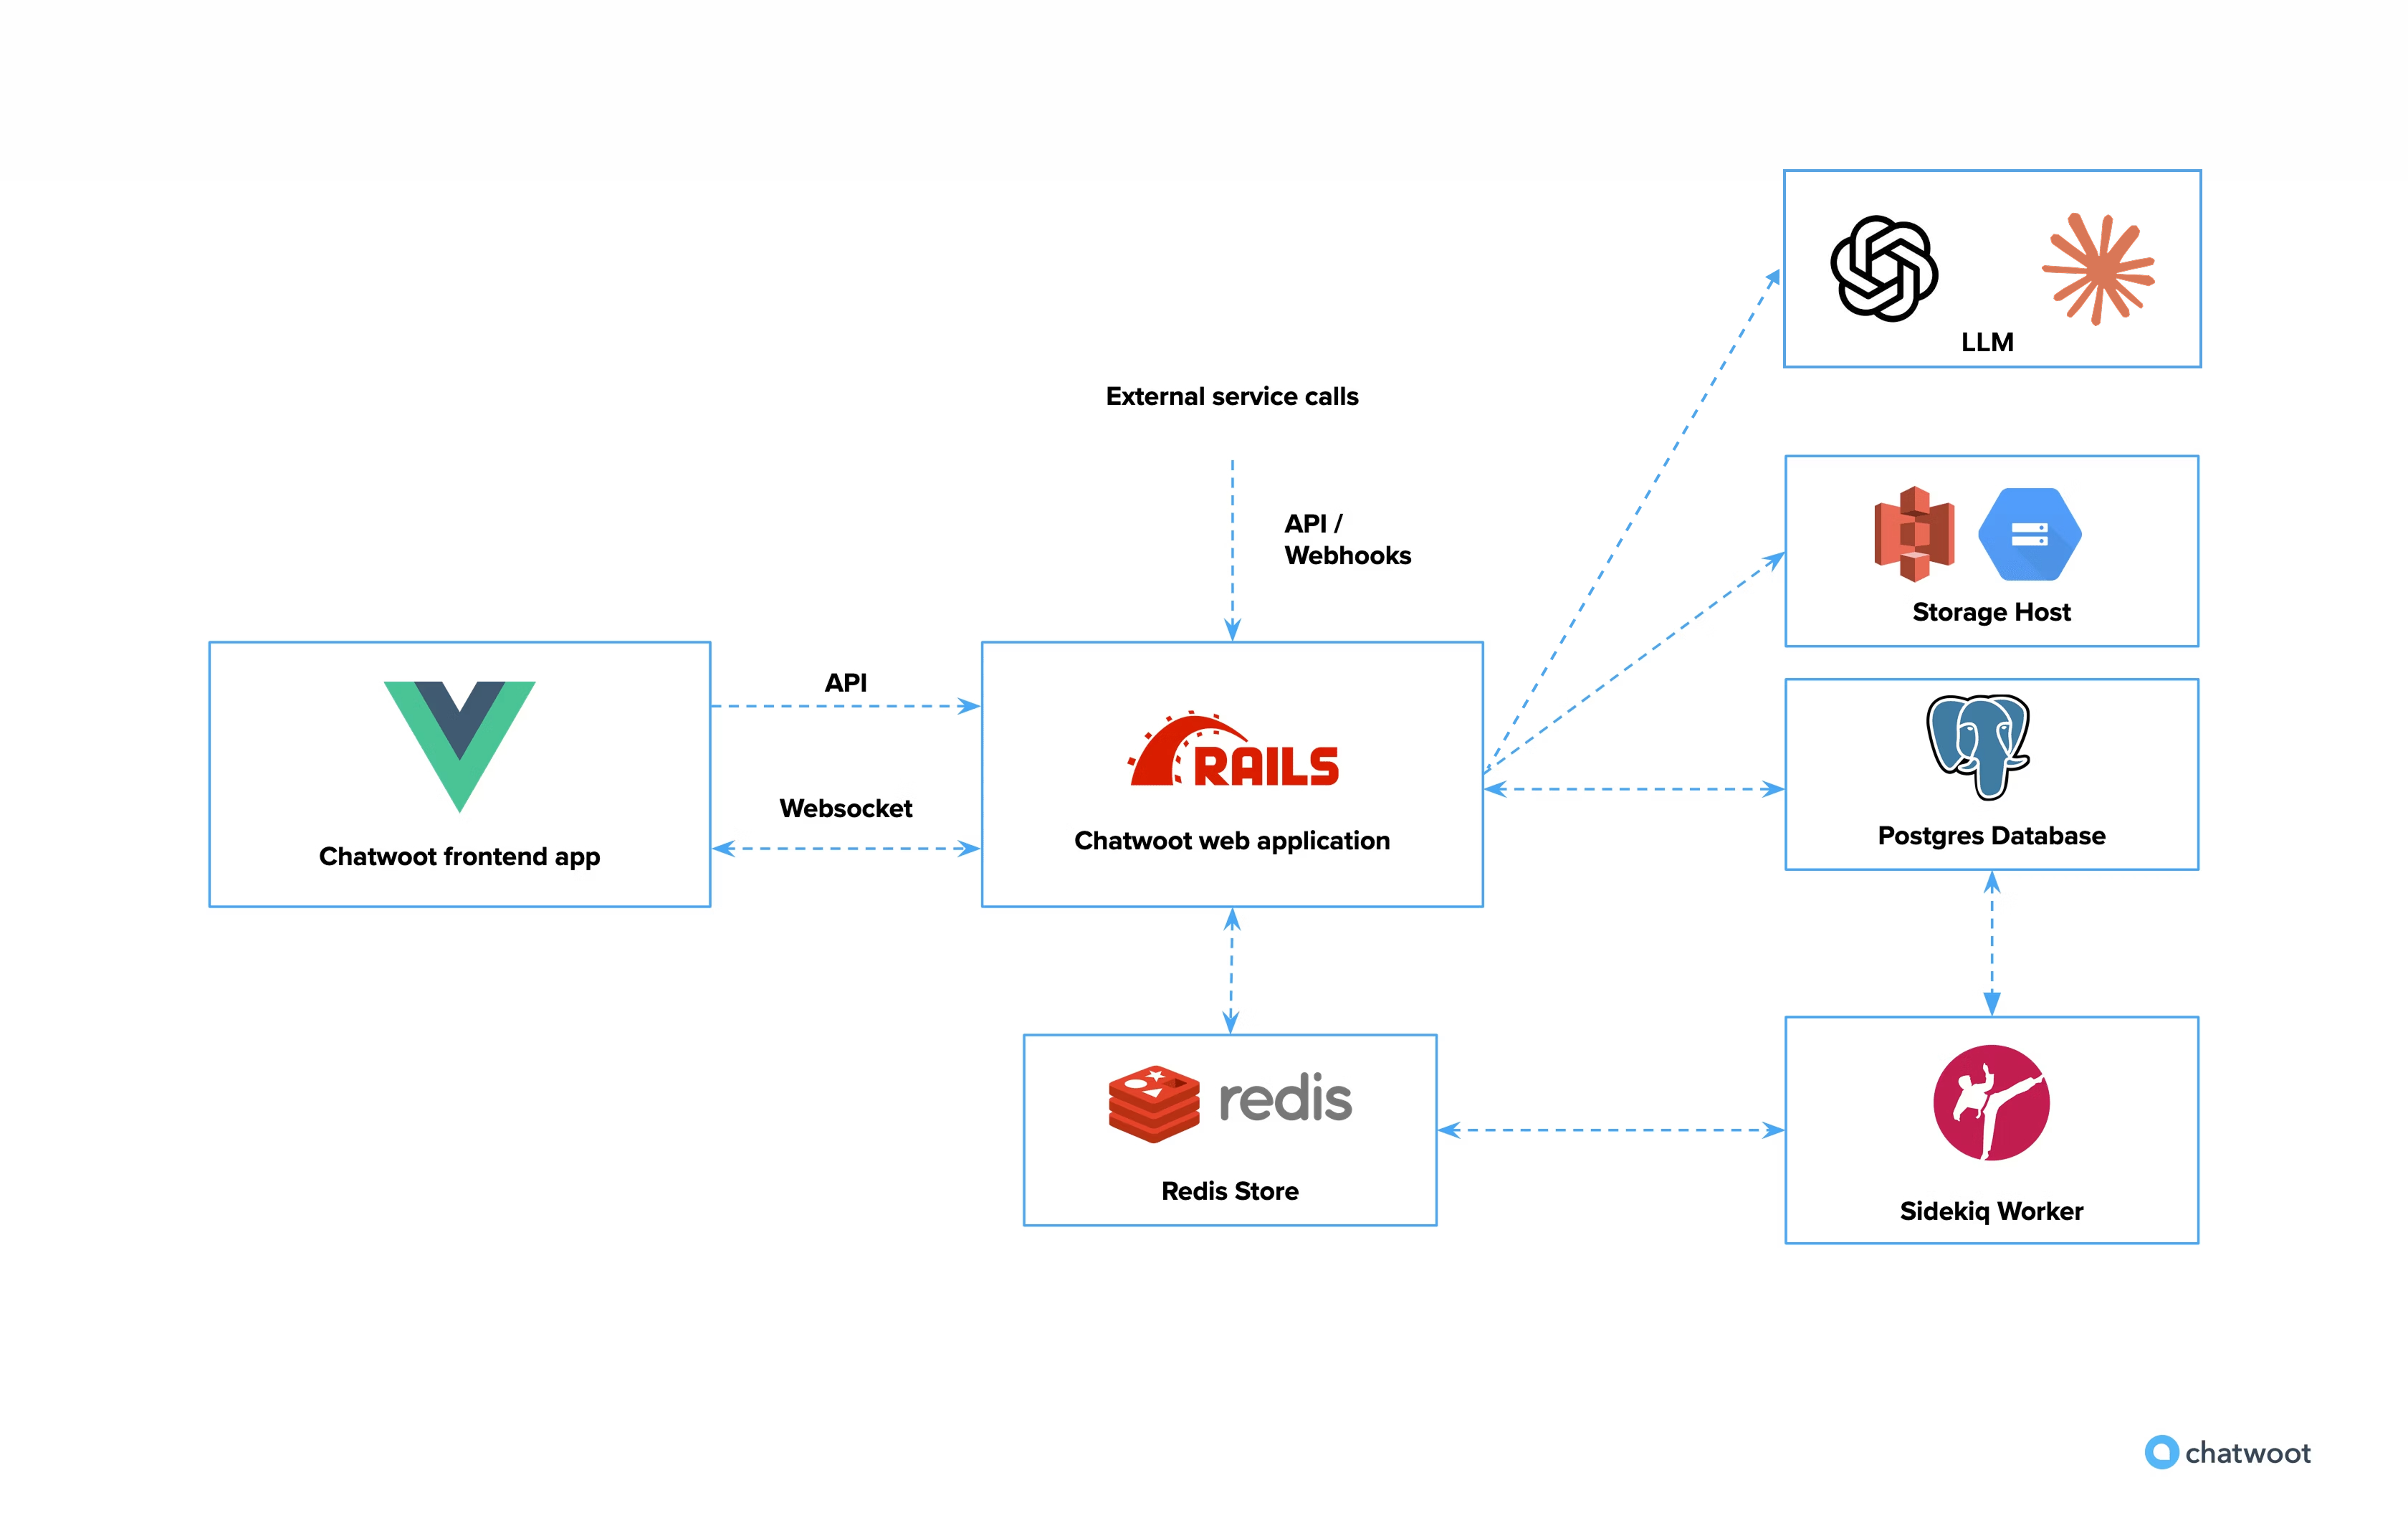 LLM
External service calls
API /
Webhooks
Storage Host
API
Websocket
Chatwoot frontend app
RAILS
Chatwoot web application
Postgres Database
redis
Redis Store
Sidekiq Worker
chatwoot